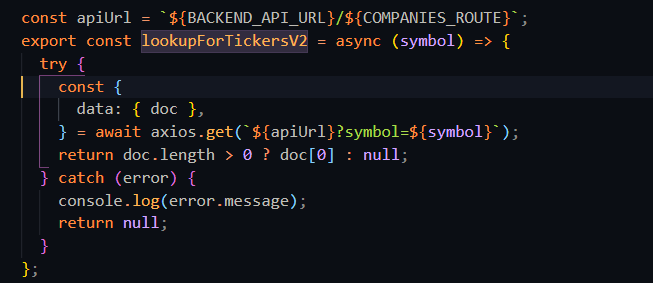 const apiUrl = `${BACKEND_API_URL}/${COMPANIES_ROUTE}`;
export const lookupForTickersV2 = async (symbol) => {
try {
const {
data: { doc },
} = await axios.get(`${apiUrl}?symbol=${symbol}`);
return doc.length > 0 ? doc[0] : null;
} catch (error) {
console.log(error.message);
return null;
}
};